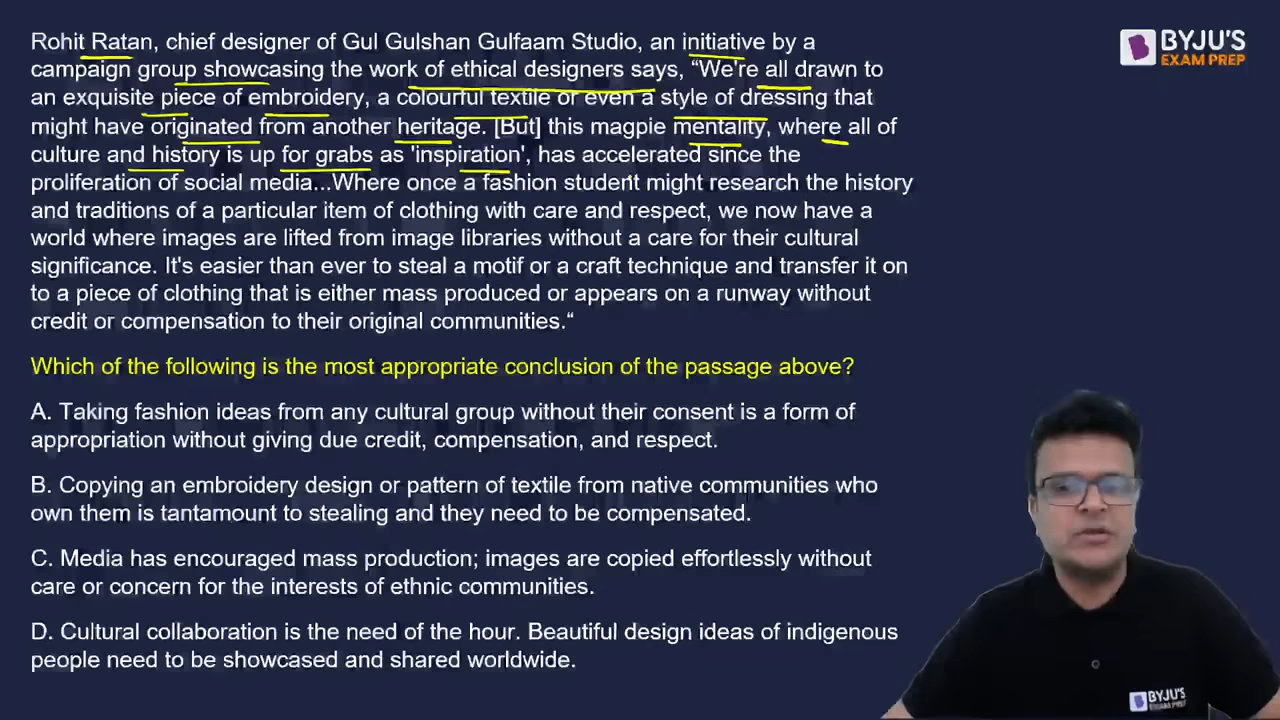 Rohit Ratan, chief designer of Gul Gulshan Gulfaam Studio, an initiative by a
campaign group showcasing the work of ethical designers says, “We're all drawn to
an exquisite piece of embroidery, a colourful textile or even a style of dressing that
might have originated from another heritage. [But] this magpie mentality, where all of
culture and history is up for grabs as 'inspiration', has accelerated since the
proliferation of social media...Where once a fashion student might research the history
and traditions of a particular item of clothing with care and respect, we now have a
world where images are lifted from image libraries without a care for their cultural
significance. It's easier than ever to steal a motif or a craft technique and transfer it on
to a piece of clothing that is either mass produced or appears on a runway without
credit or compensation to their original communities.“
Which of the following is the most appropriate conclusion of the passage above?
A. Taking fashion ideas from any cultural group without their consent is a form of
appropriation without giving due credit, compensation, and respect.
B. Copying an embroidery design or pattern of textile from native communities who
own them is tantamount to stealing and they need to be compensated.
C. Media has encouraged mass production; images are copied effortlessly without
care or concern for the interests of ethnic communities.
D. Cultural collaboration is the need of the hour. Beautiful design ideas of indigenous
people need to be showcased and shared worldwide.
BYJU'S
EXAM PREP
BYJU'S
EXAM PREP